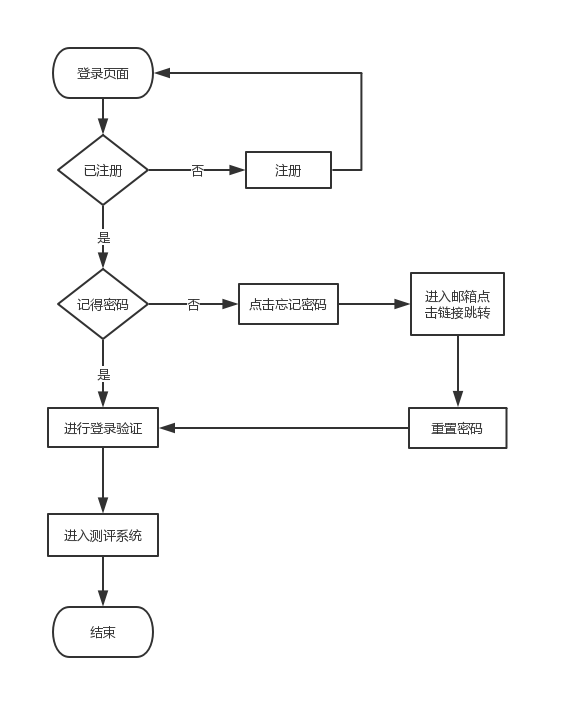 登录页面
已注册
否
注册
是
记得密码
否
点击忘记密码
进入邮箱点
击链接跳转
是
进行登录验证
重置密码
进入测评系统
结束